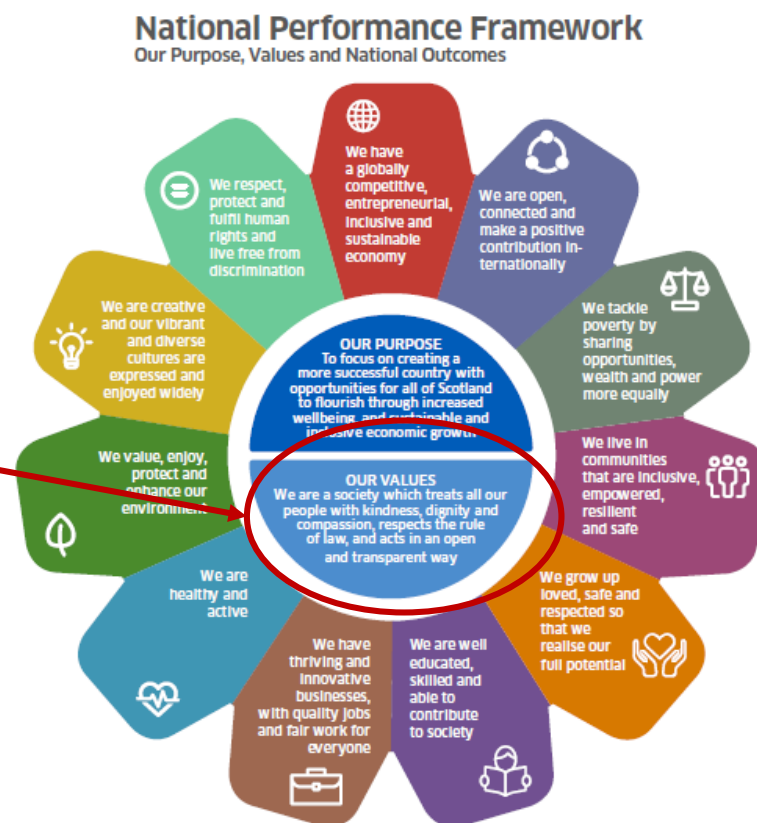 National Performance Framework
Our Purpose, Values and National Outcomes
We have
a globally
competitive,
entrepreneurial,
inclusive and
sustainable
economy
We are open,
connected and
make a positive
contribution in-
ternationally
We tackle
poverty by
sharing
opportunities,
wealth and power
more equally
We live in
communities
that are inclusive,
empowered,
resilient
and safe
We grow up
loved, safe and
respected so
that we
realise our
full potential
We are well
educated,
skilled and
able to
contribute
to society
We have
thriving and
innovative
businesses,
with quality jobs
and fair work for
everyone
We are
healthy and
active
We value, enjoy,
protect and
enhance our
environment
We are creative
and our vibrant
and diverse
cultures are
expressed and
enjoyed widely
We respect,
protect and
fulfil human
rights and
live free from
discrimination
OUR PURPOSE
To focus on creating a
more successful country with
opportunities for all of Scotland
to flourish through increased
wellbeing, and sustainable and
inclusive economic growth
OUR VALUES
We are a society which treats all our
people with kindness, dignity and
compassion, respects the rule
of law, and acts in an open
and transparent way